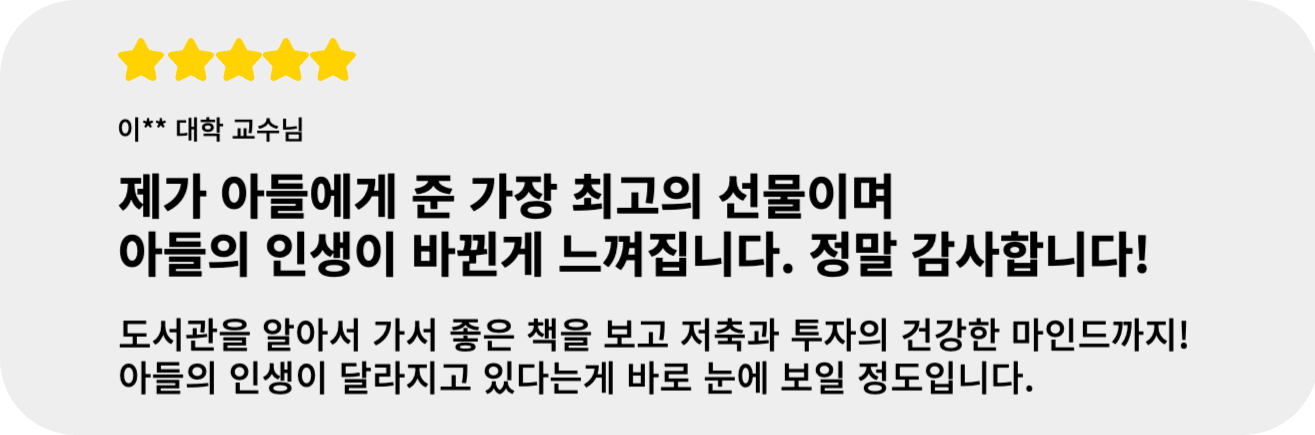 이** 대학 교수님
제가 아들에게 준 가장 최고의 선물이며
아들의 인생이 바뀐게 느껴집니다. 정말 감사합니다!
도서관을 알아서 가서 좋은 책을 보고 저축과 투자의 건강한 마인드까지!
아들의 인생이 달라지고 있다는게 바로 눈에 보일 정도입니다.